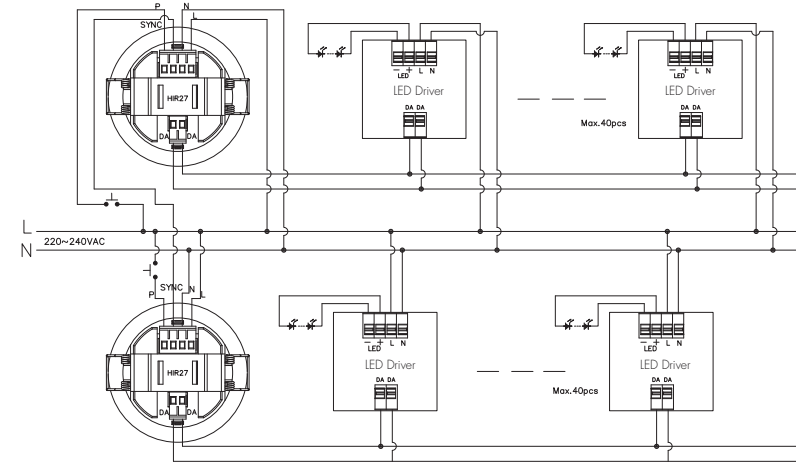 P N
SYNC L
HIR27
DA DA
− + L N
LED
LED Driver
DA DA
− + L N
LED
LED Driver
DA DA
Max.40pcs
L
N 220~240VAC
SYNC N
P L
HIR27
DA DA
− + L N
LED
LED Driver
DA DA
− + L N
LED
LED Driver
DA DA
Max.40pcs